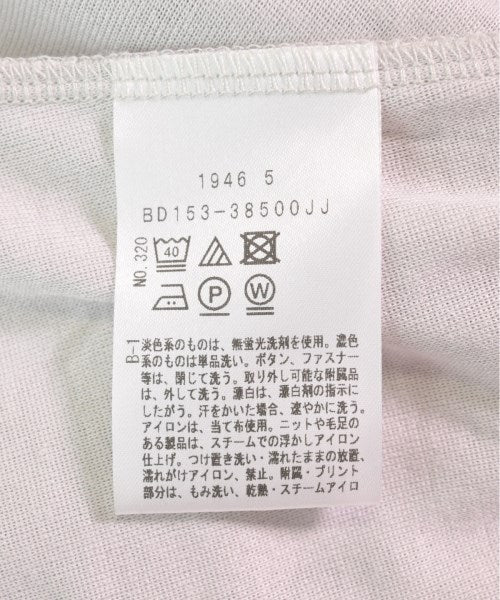 1946 5
BD153-38500JJ
NO.320
40
P
W
B-1
淡色系のものは、無蛍光洗剤を使用。濃色
系のものは単品洗い。ボタン、ファスナー
等は、閉じて洗う。取り外し可能な附属品
は、外して洗う。漂白は、漂白剤の指示に
したがう。汗をかいた場合、速やかに洗う。
アイロンは、当て布使用。ニットや毛足の
ある製品は、スチームでの浮かしアイロン
仕上げ。つけ置き洗い・濡れたままの放置、
濡れがけアイロン、禁止。附属・プリント
部分は、もみ洗い、乾熱・スチームアイロ